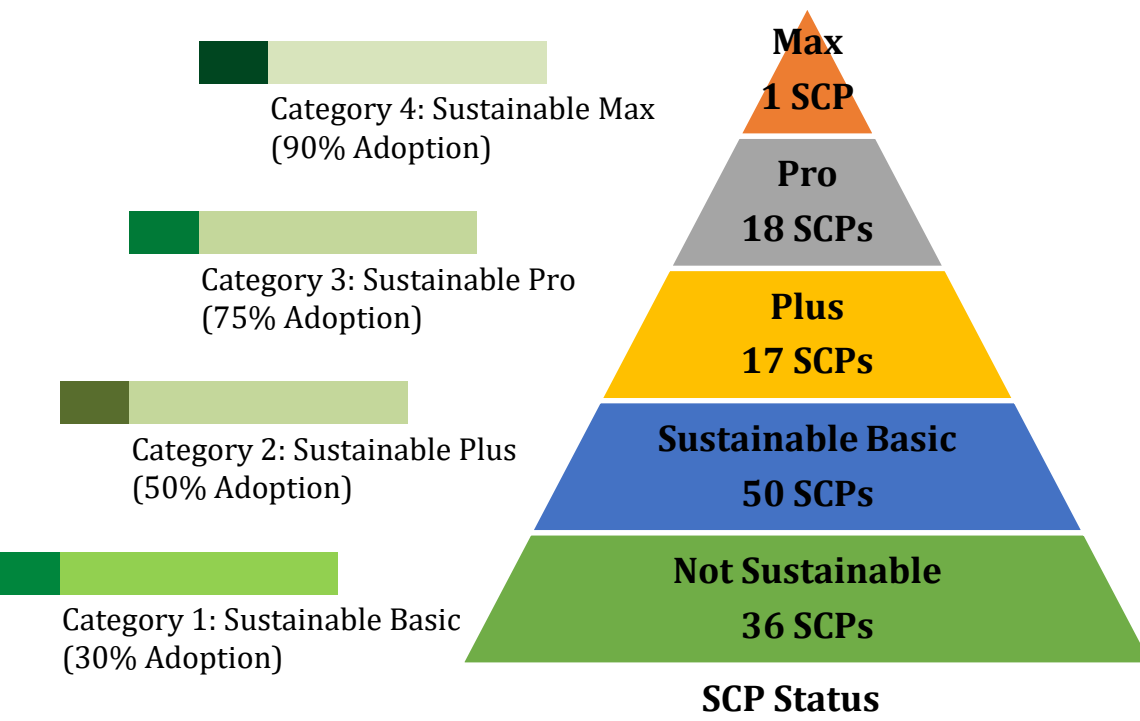 Category 4: Sustainable Max
(90% Adoption)
Category 3: Sustainable Pro
(75% Adoption)
Category 2: Sustainable Plus
(50% Adoption)
Category 1: Sustainable Basic
(30% Adoption)
Max
1 SCP
Pro
18 SCPs
Plus
17 SCPs
Sustainable Basic
50 SCPs
Not Sustainable
36 SCPs
SCP Status